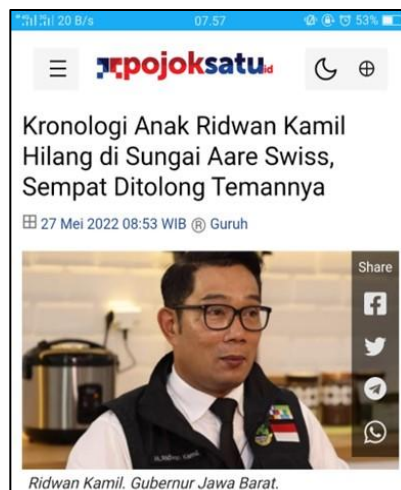 20 B/s 07.57 53%
pojoksatu.id
Kronologi Anak Ridwan Kamil
Hilang di Sungai Aare Swiss,
Sempat Ditolong Temannya
27 Mei 2022 08:53 WIB ® Guruh
Share
Ridwan Kamil. Gubernur Jawa Barat.